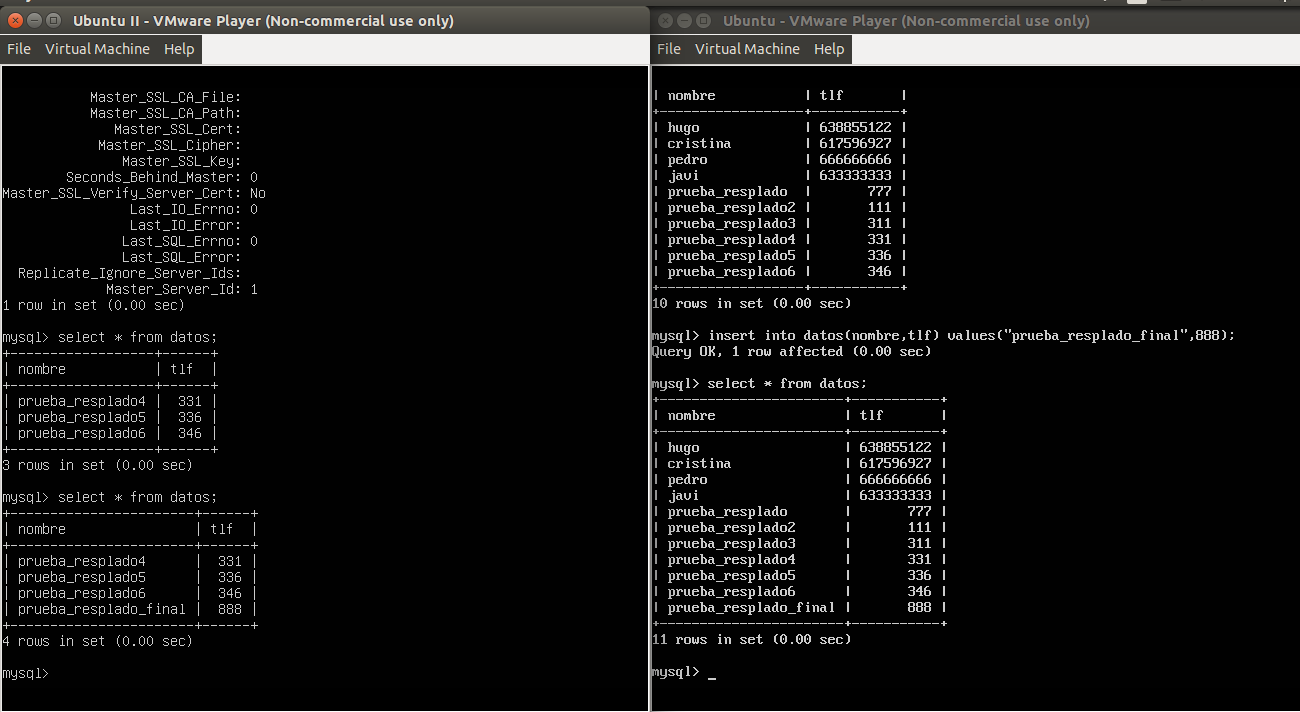 Ubuntu II - VMware Player (Non-commercial use only)
File Virtual Machine Help
Master_SSL_CA_File:
Master_SSL_CA_Path:
Master_SSL_Cert:
Master_SSL_Cipher:
Master_SSL_Key:
Seconds_Behind_Master: 0
Master_SSL_Verify_Server_Cert: No
Last_IO_Errno: 0
Last_IO_Error:
Last_SQL_Errno: 0
Last_SQL_Error:
Replicate_Ignore_Server_Ids:
Master_Server_Id: 1
1 row in set (0.00 sec)
mysql> select * from datos;
+------------------+------+
| nombre           | tlf  |
+------------------+------+
| prueba_resplado4 |  331 |
| prueba_resplado5 |  336 |
| prueba_resplado6 |  346 |
+------------------+------+
3 rows in set (0.00 sec)
mysql> select * from datos;
+-----------------------+------+
| nombre                | tlf  |
+-----------------------+------+
| prueba_resplado4      |  331 |
| prueba_resplado5      |  336 |
| prueba_resplado6      |  346 |
| prueba_resplado_final |  888 |
+-----------------------+------+
4 rows in set (0.00 sec)
mysql>
Ubuntu - VMware Player (Non-commercial use only)
File Virtual Machine Help
| nombre           | tlf       |
+------------------+-----------+
| hugo             | 638855122 |
| cristina         | 617596927 |
| pedro            | 666666666 |
| javi             | 633333333 |
| prueba_resplado  |       777 |
| prueba_resplado2 |       111 |
| prueba_resplado3 |       311 |
| prueba_resplado4 |       331 |
| prueba_resplado5 |       336 |
| prueba_resplado6 |       346 |
+------------------+-----------+
10 rows in set (0.00 sec)
mysql> insert into datos(nombre,tlf) values("prueba_resplado_final",888);
Query OK, 1 row affected (0.00 sec)
mysql> select * from datos;
+-----------------------+-----------+
| nombre                | tlf       |
+-----------------------+-----------+
| hugo                  | 638855122 |
| cristina              | 617596927 |
| pedro                 | 666666666 |
| javi                  | 633333333 |
| prueba_resplado       |       777 |
| prueba_resplado2      |       111 |
| prueba_resplado3      |       311 |
| prueba_resplado4      |       331 |
| prueba_resplado5      |       336 |
| prueba_resplado6      |       346 |
| prueba_resplado_final |       888 |
+-----------------------+-----------+
11 rows in set (0.00 sec)
mysql> _